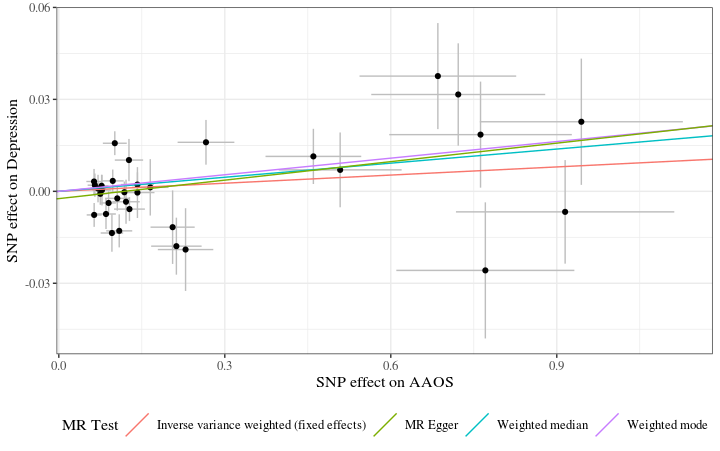 0.06
0.03
0.00
-0.03
SNP effect on Depression
0.0 0.3 0.6 0.9
SNP effect on AAOS
MR Test Inverse variance weighted (fixed effects) MR Egger Weighted median Weighted mode